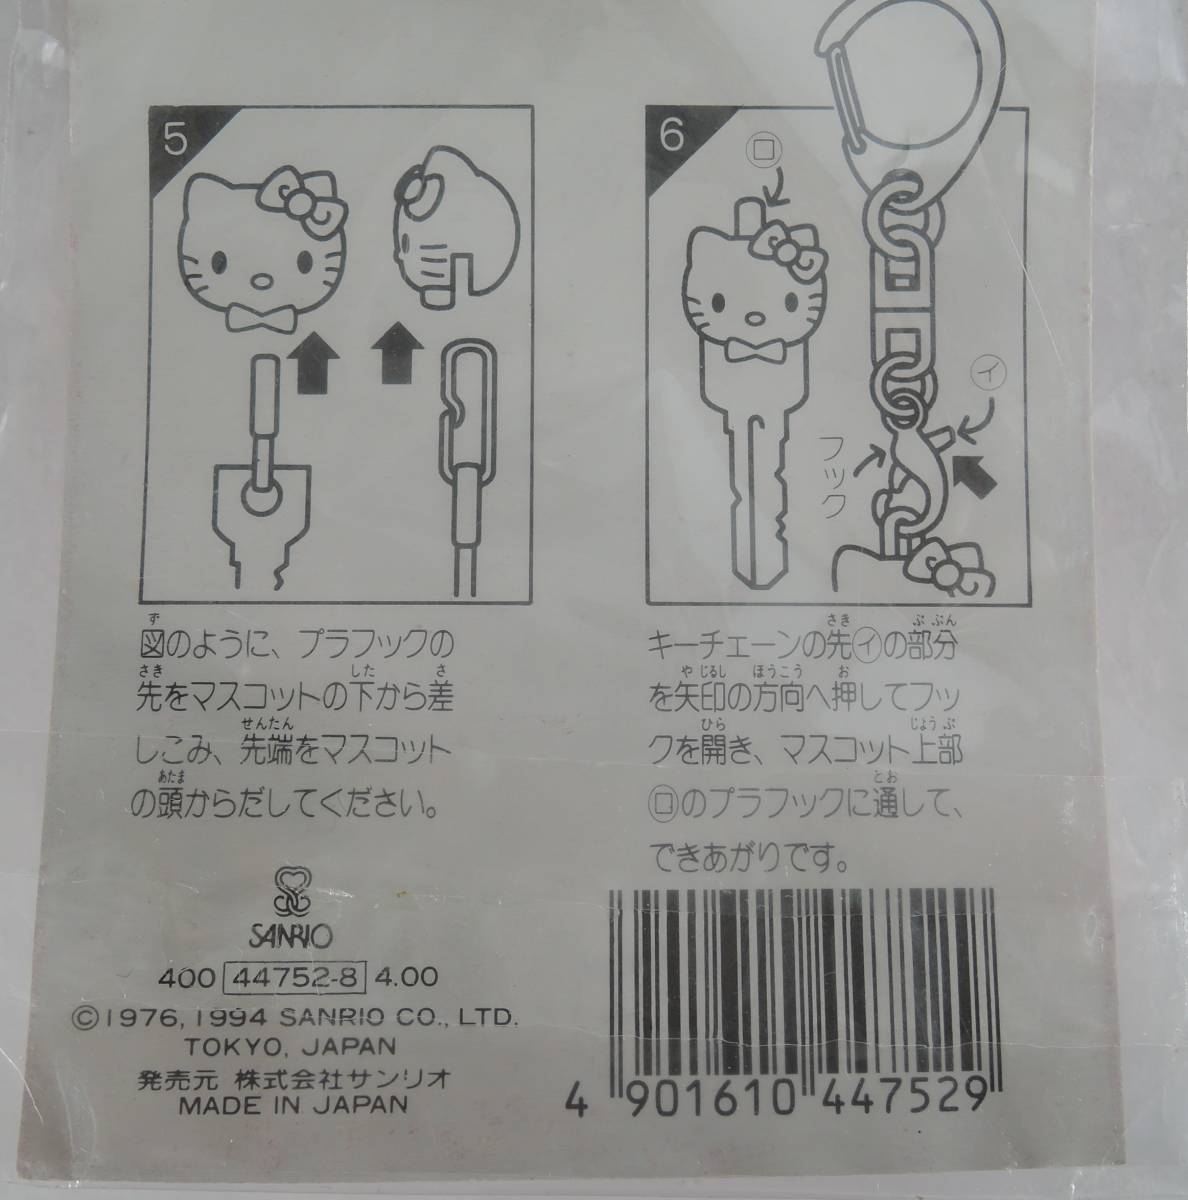 5
図のように、プラフックの
先をマスコットの下から差
しこみ、先端をマスコット
の頭からだしてください。
6
ロ
イ
フック
キーチェーンの先㋑の部分
を矢印の方向へ押してフッ
クを開き、マスコット上部
㋺のプラフックに通して、
できあがりです。
SANRIO
400 44752-8 4.00
©1976, 1994 SANRIO CO., LTD.
TOKYO, JAPAN
発売元 株式会社サンリオ
MADE IN JAPAN
4 901610 447529